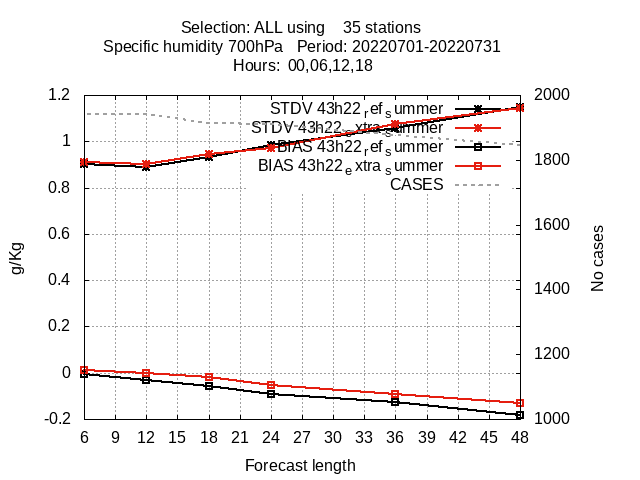 Selection: ALL using    35 stations
Specific humidity 700hPa   Period: 20220701-20220731
Hours:  00,06,12,18
STDV 43h22_ref_summer
STDV 43h22_extra_summer
BIAS 43h22_ref_summer
BIAS 43h22_extra_summer
CASES
1.2
1
0.8
0.6
0.4
0.2
0
-0.2
g/Kg
2000
1800
1600
1400
1200
1000
No cases
6 9 12 15 18 21 24 27 30 33 36 39 42 45 48
Forecast length